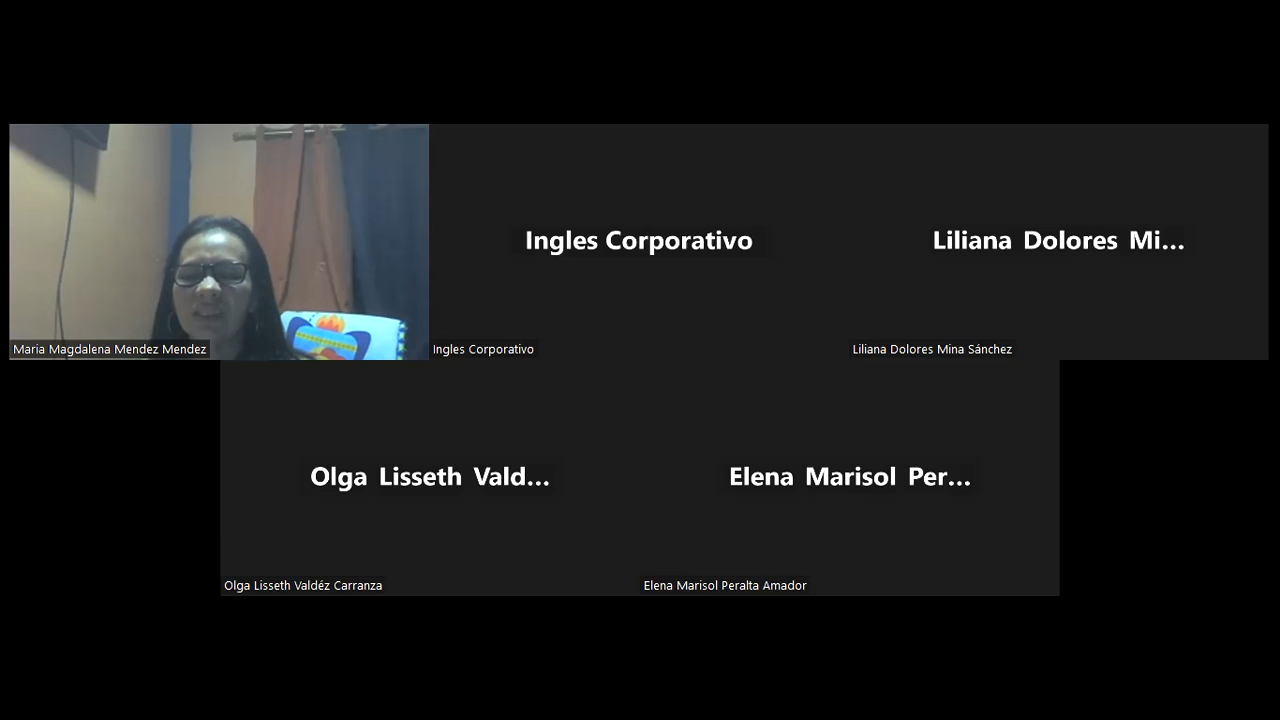 Ingles Corporativo
Liliana Dolores Mi...
Maria Magdalena Mendez Mendez
Ingles Corporativo
Liliana Dolores Mina Sánchez
Olga Lisseth Vald...
Elena Marisol Per...
Olga Lisseth Valdéz Carranza
Elena Marisol Peralta Amador